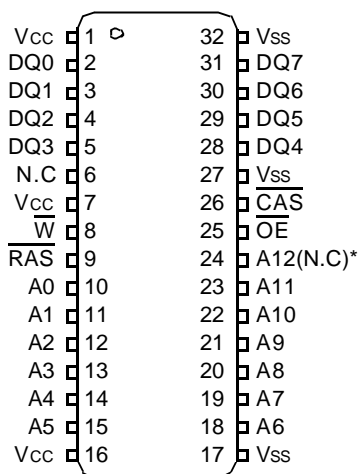 Vcc 1 32 Vss
DQ0 2 31 DQ7
DQ1 3 30 DQ6
DQ2 4 29 DQ5
DQ3 5 28 DQ4
N.C 6 27 Vss
Vcc 7 26 C̅A̅S̅
W̅ 8 25 O̅E̅
R̅A̅S̅ 9 24 A12(N.C)*
A0 10 23 A11
A1 11 22 A10
A2 12 21 A9
A3 13 20 A8
A4 14 19 A7
A5 15 18 A6
Vcc 16 17 Vss